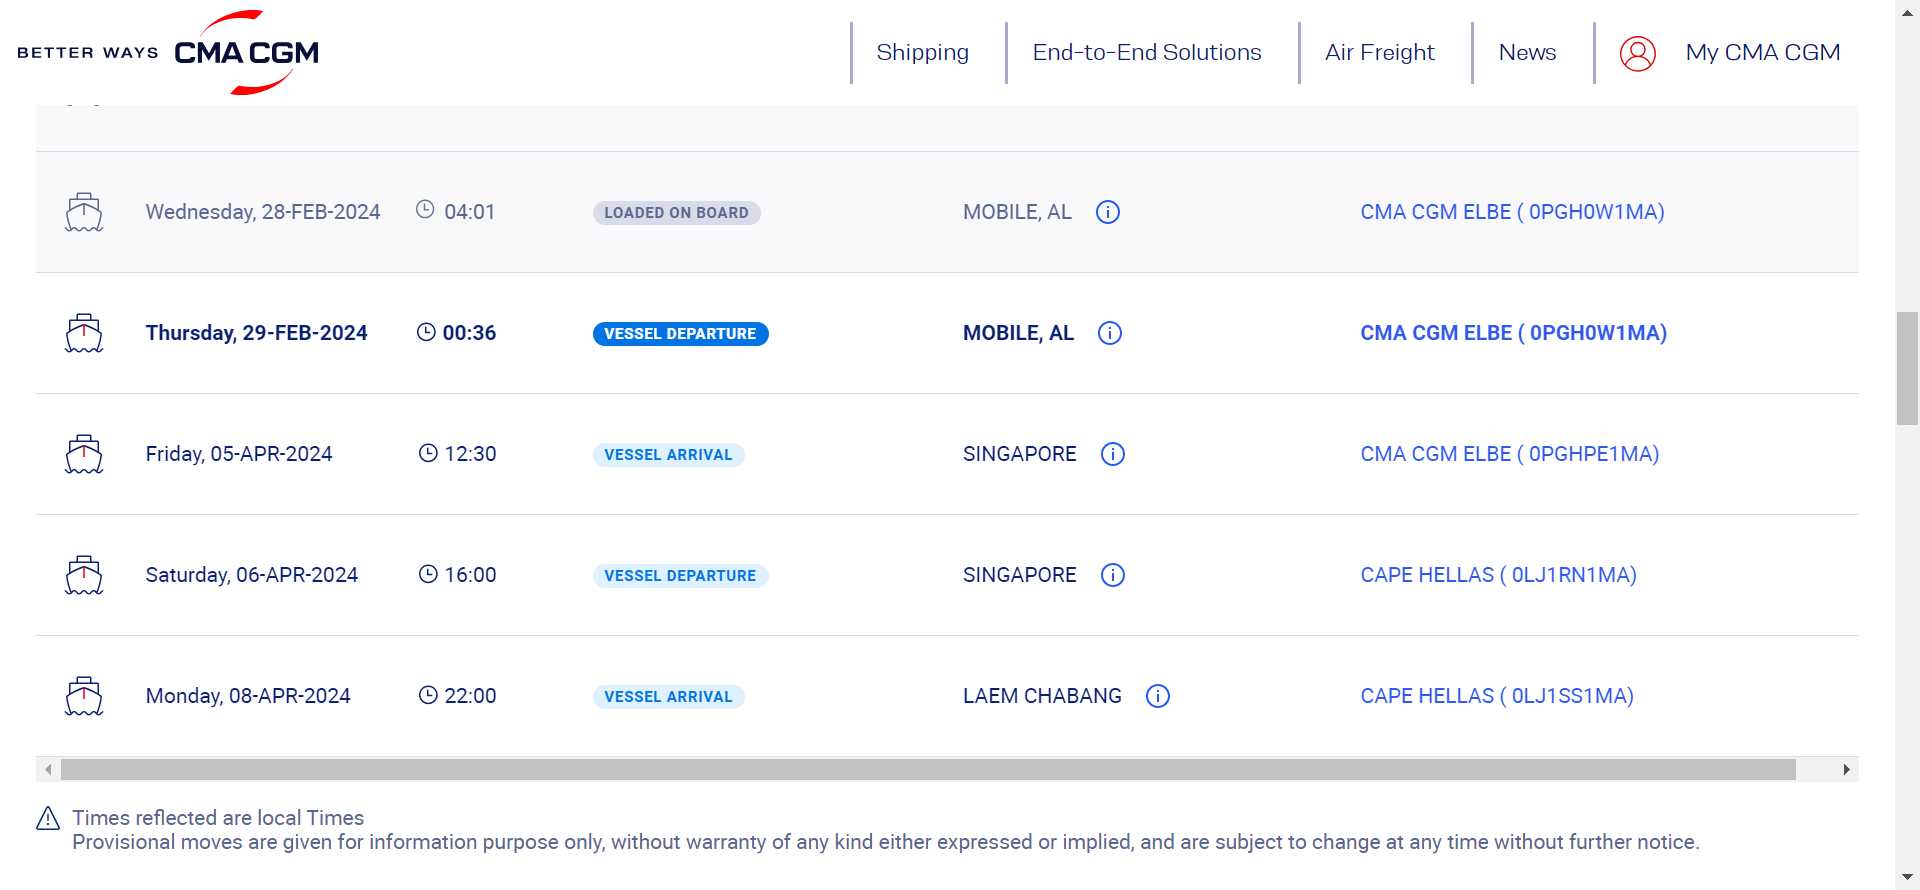 BETTER WAYS CMA CGM
Shipping
End-to-End Solutions
Air Freight
News
My CMA CGM
Wednesday, 28-FEB-2024 04:01 LOADED ON BOARD MOBILE, AL CMA CGM ELBE ( 0PGH0W1MA)
Thursday, 29-FEB-2024 00:36 VESSEL DEPARTURE MOBILE, AL CMA CGM ELBE ( 0PGH0W1MA)
Friday, 05-APR-2024 12:30 VESSEL ARRIVAL SINGAPORE CMA CGM ELBE ( 0PGHPE1MA)
Saturday, 06-APR-2024 16:00 VESSEL DEPARTURE SINGAPORE CAPE HELLAS ( 0LJ1RN1MA)
Monday, 08-APR-2024 22:00 VESSEL ARRIVAL LAEM CHABANG CAPE HELLAS ( 0LJ1SS1MA)
Times reflected are local Times
Provisional moves are given for information purpose only, without warranty of any kind either expressed or implied, and are subject to change at any time without further notice.